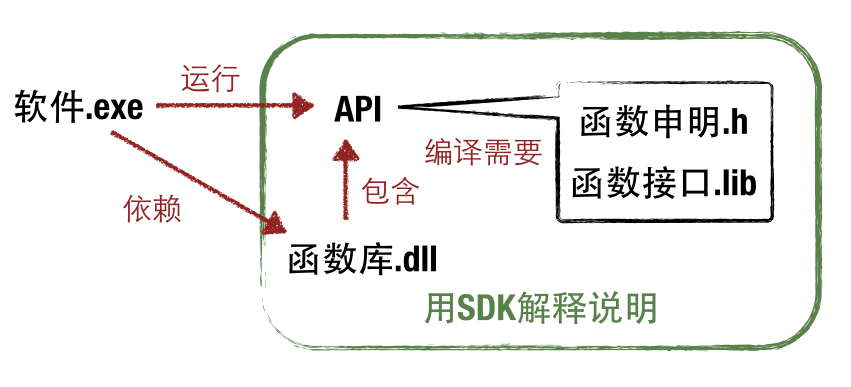 运行
软件.exe
API
函数申明.h
编译需要
函数接口.lib
包含
依赖
函数库.dll
用SDK解释说明